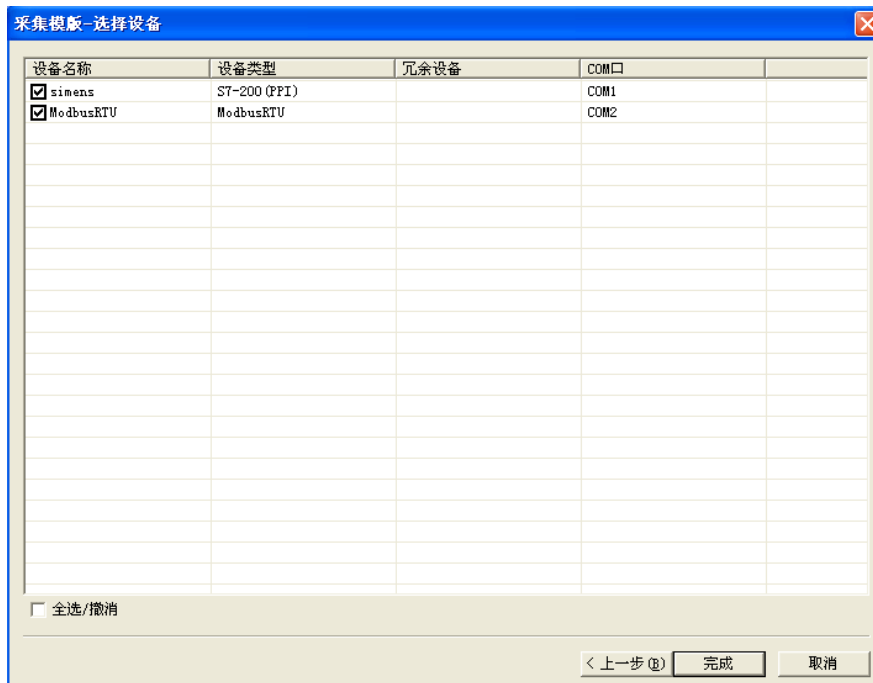 采集模版-选择设备
设备名称 设备类型 冗余设备 COM口
simens S7-200(PPI) COM1
ModbusRTU ModbusRTU COM2
全选/撤消
< 上一步(B) 完成 取消